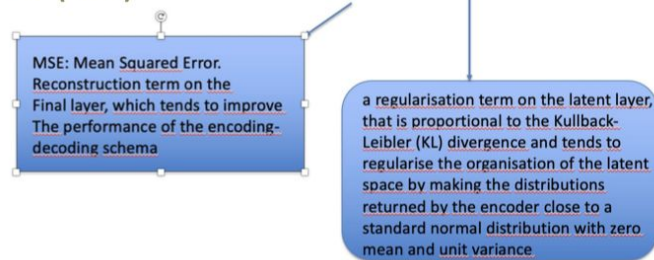 MSE: Mean Squared Error.
Reconstruction term on the
Final layer, which tends to improve
The performance of the encoding-
decoding schema
a regularisation term on the latent layer,
that is proportional to the Kullback-
Leibler (KL) divergence and tends to
regularise the organisation of the latent
space by making the distributions
returned by the encoder close to a
standard normal distribution with zero
mean and unit variance